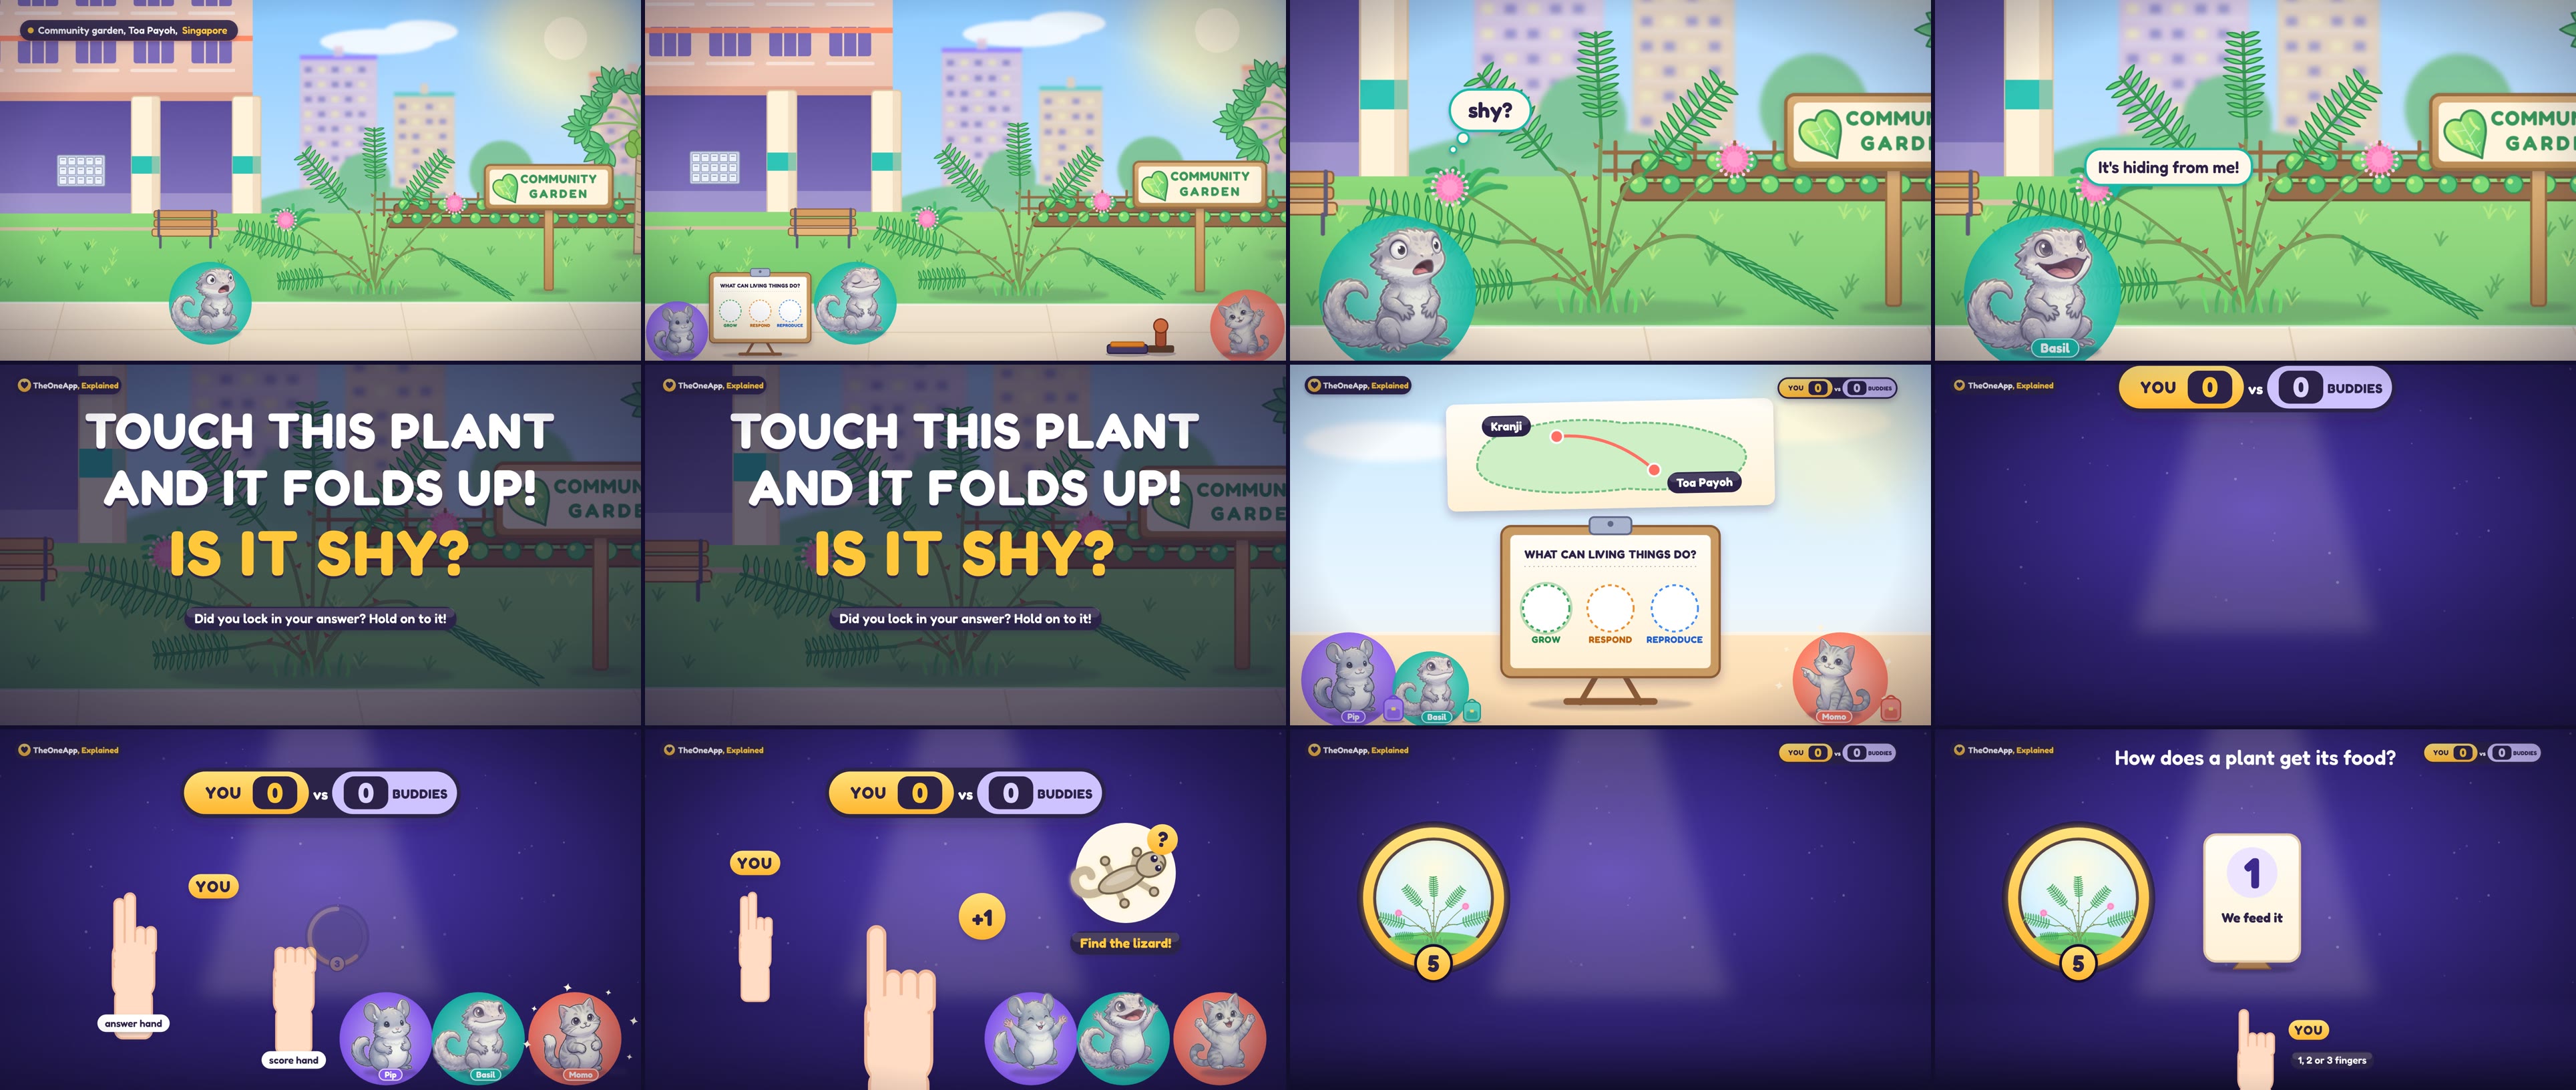 Community garden, Toa Payoh, Singapore
COMMUNITY
GARDEN
WHAT CAN LIVING THINGS DO?
GROW
RESPOND
REPRODUCE
COMMUNITY
GARDEN
shy?
COMMUN
GARD
It's hiding from me!
Basil
COMMUN
GARD
TheOneApp, Explained
TOUCH THIS PLANT
AND IT FOLDS UP!
IS IT SHY?
Did you lock in your answer? Hold on to it!
COMMUN
GARDE
TheOneApp, Explained
TOUCH THIS PLANT
AND IT FOLDS UP!
IS IT SHY?
Did you lock in your answer? Hold on to it!
COMMUN
GARDE
TheOneApp, Explained
YOU 0 vs 0 BUDDIES
Kranji
Toa Payoh
WHAT CAN LIVING THINGS DO?
GROW
RESPOND
REPRODUCE
Pip
Basil
Momo
TheOneApp, Explained
YOU 0 vs 0 BUDDIES
TheOneApp, Explained
YOU 0 vs 0 BUDDIES
YOU
3
answer hand
score hand
Pip
Basil
Momo
TheOneApp, Explained
YOU 0 vs 0 BUDDIES
?
YOU
+1
Find the lizard!
TheOneApp, Explained
YOU 0 vs 0 BUDDIES
5
TheOneApp, Explained
How does a plant get its food?
YOU 0 vs 0 BUDDIES
1
We feed it
5
YOU
1, 2 or 3 fingers